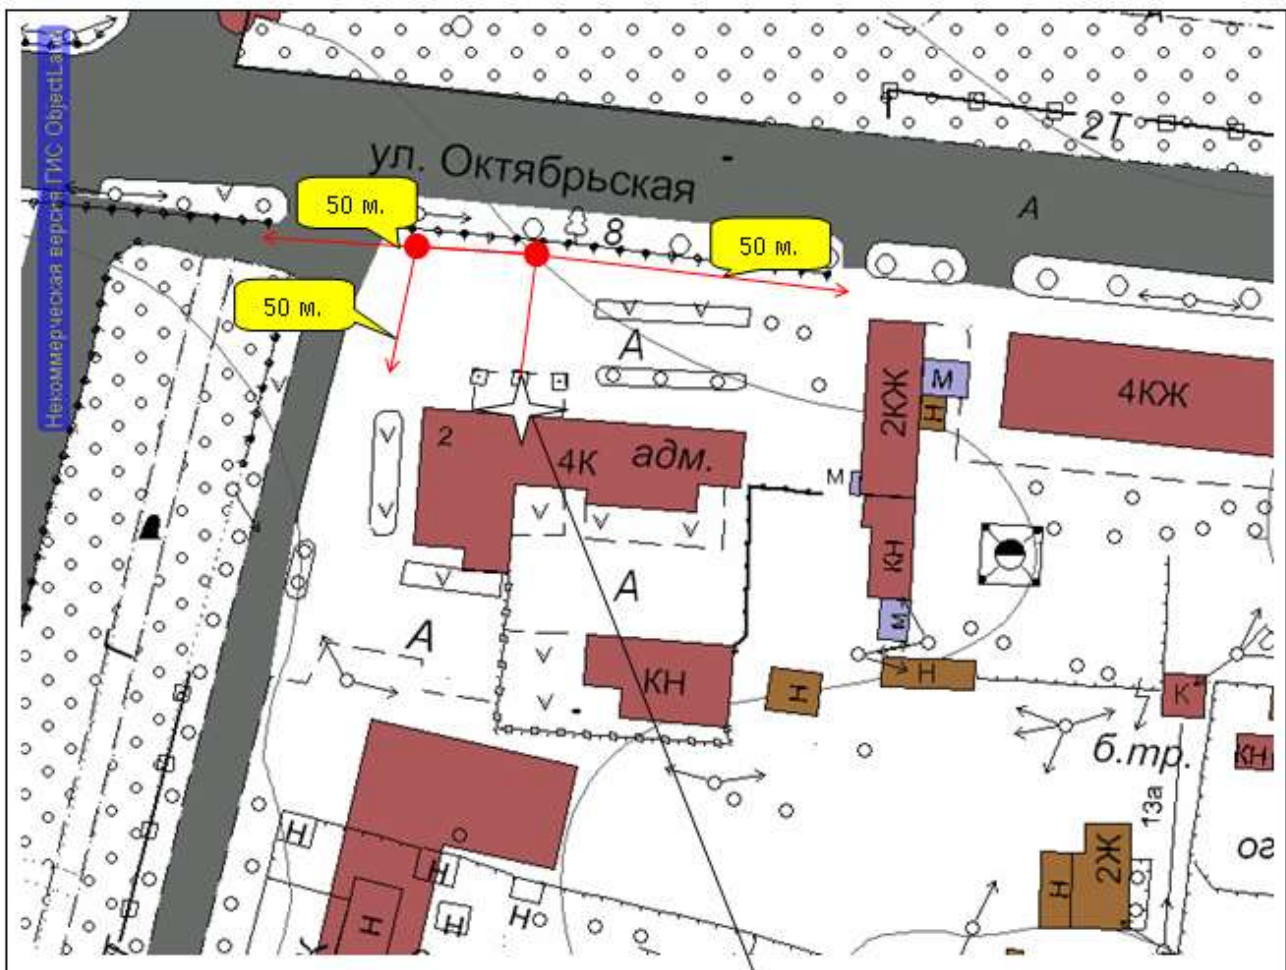 Некоммерческая версия ГИС ObjectLand
ул. Октябрьская
2Т
А
50 м.
8
50 м.
50 м.
А
2КЖ
м
Н
4КЖ
2
4К
адм.
м
КН
А
А
м
КН
Н
Н
К
б.тр.
КН
13а
Н
Н
Н
Н
Н
2Ж
Н
ог